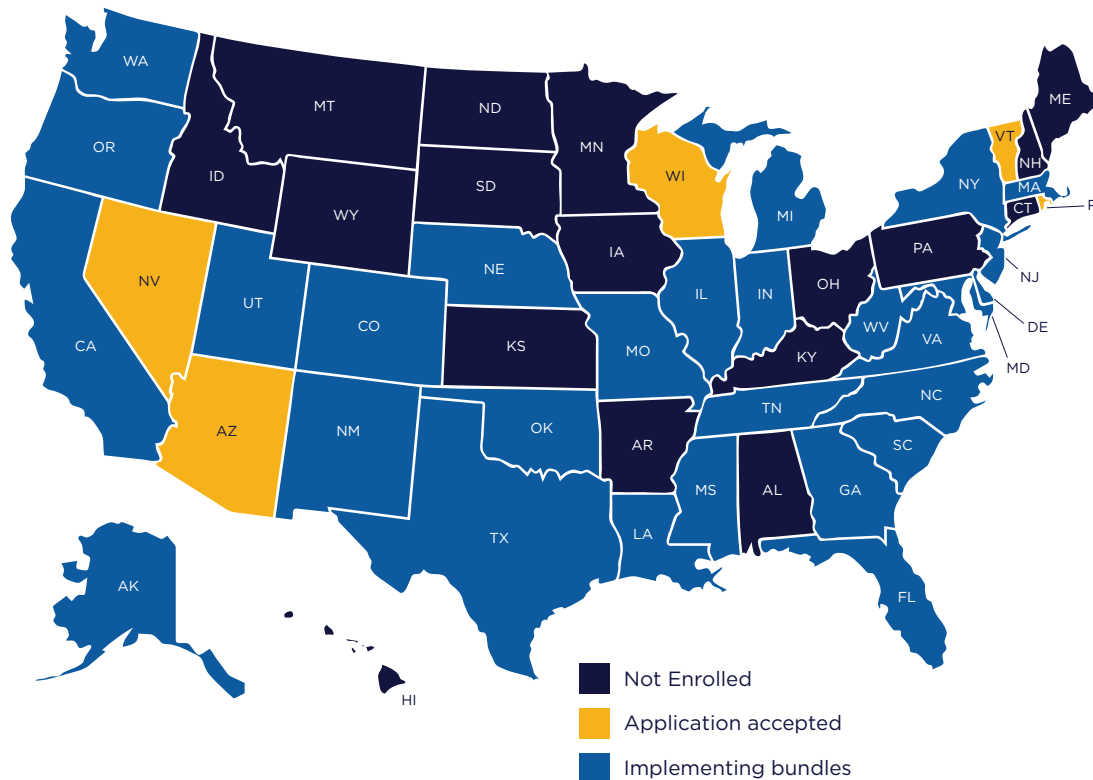 WA
MT
ND
MN
ME
VT
NH
OR
ID
SD
WI
NY
MA
WY
MI
CT
R
IA
PA
NE
NV
OH
NJ
UT
IL
IN
CO
WV
DE
CA
KS
MO
VA
KY
MD
NC
TN
AZ
NM
OK
AR
SC
MS
AL
GA
TX
LA
AK
FL
HI
Not Enrolled
Application accepted
Implementing bundles